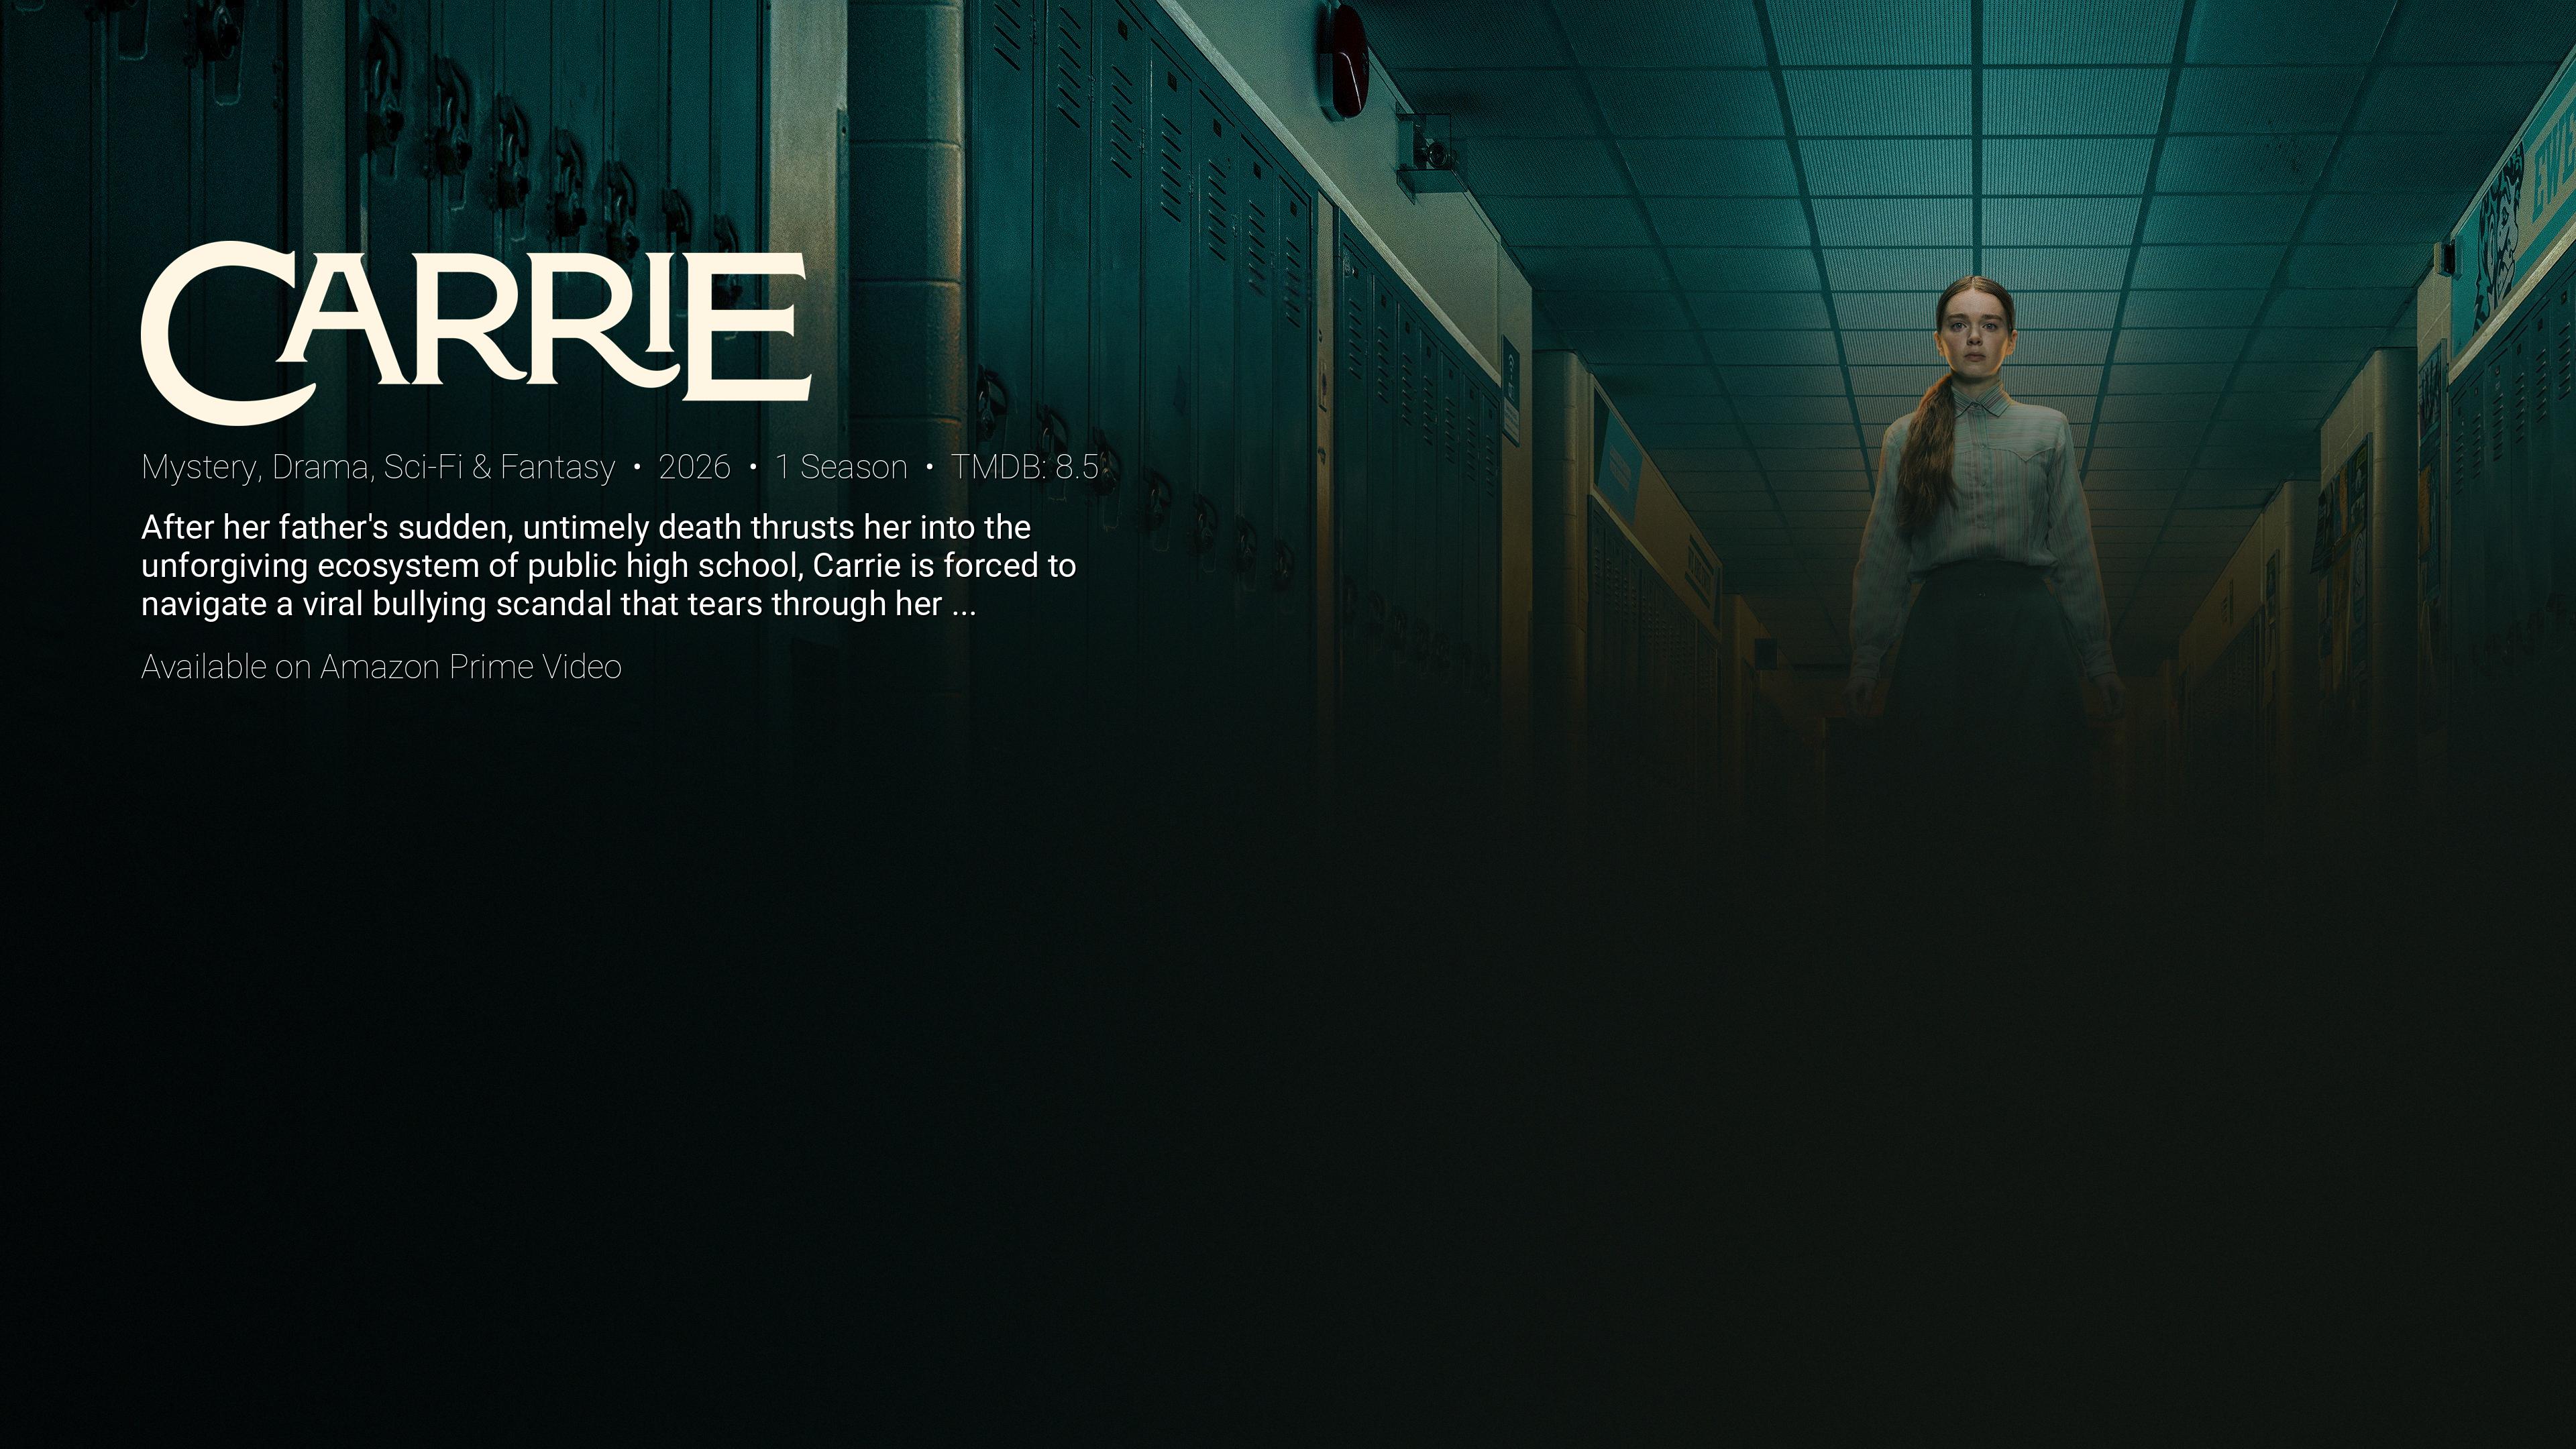 CARRIE
Mystery, Drama, Sci-Fi & Fantasy • 2026 • 1 Season • TMDB: 8.5
After her father's sudden, untimely death thrusts her into the
unforgiving ecosystem of public high school, Carrie is forced to
navigate a viral bullying scandal that tears through her ...
Available on Amazon Prime Video